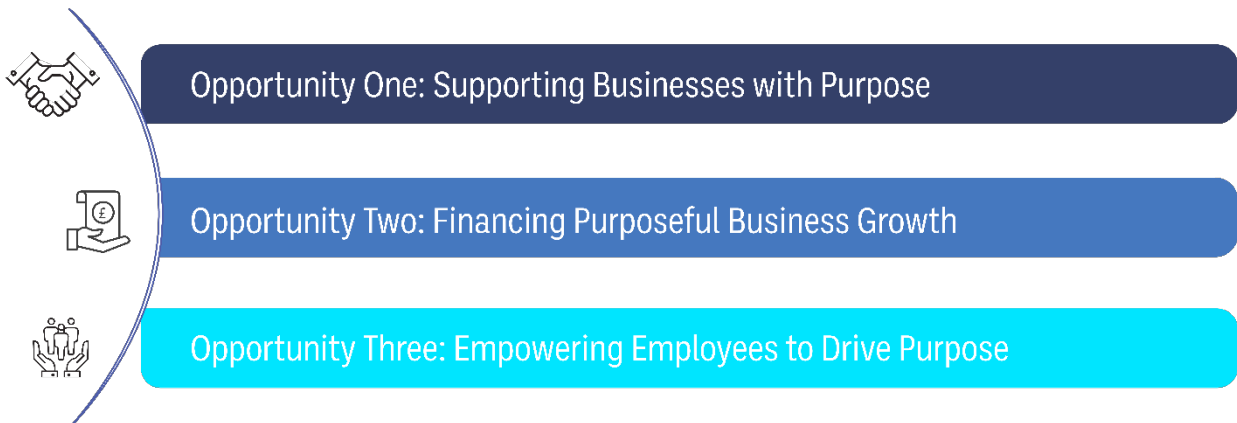 Opportunity One: Supporting Businesses with Purpose
£
Opportunity Two: Financing Purposeful Business Growth
Opportunity Three: Empowering Employees to Drive Purpose